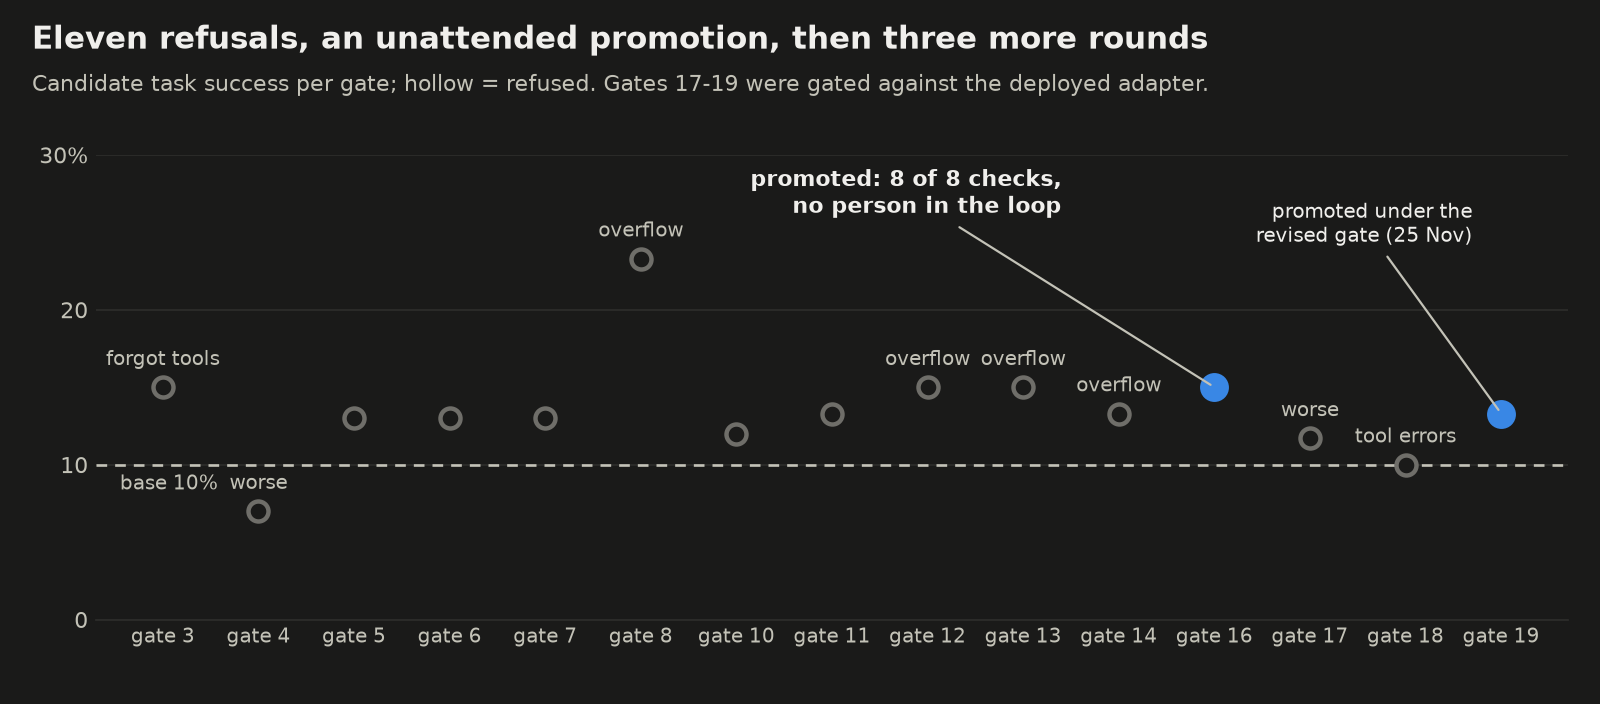 Eleven refusals, an unattended promotion, then three more rounds
Candidate task success per gate; hollow = refused. Gates 17-19 were gated against the deployed adapter.
30%
promoted: 8 of 8 checks,
no person in the loop
promoted under the
revised gate (25 Nov)
overflow
20
forgot tools
overflow
overflow
overflow
worse
tool errors
10
base 10%
worse
0
gate 3
gate 4
gate 5
gate 6
gate 7
gate 8
gate 10
gate 11
gate 12
gate 13
gate 14
gate 16
gate 17
gate 18
gate 19